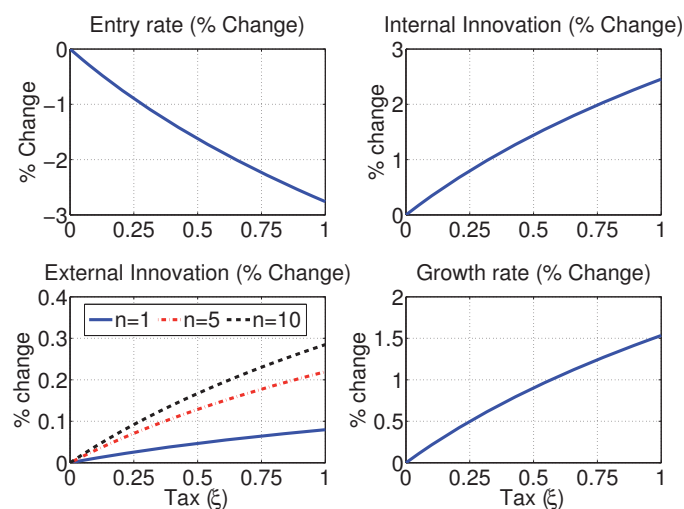 Entry rate (% Change)
% Change
0
−1
−2
−3
0 0.25 0.5 0.75 1
Internal Innovation (% Change)
% Change
3
2
1
0
0 0.25 0.5 0.75 1
External Innovation (% Change)
% change
0.4
0.3
0.2
0.1
0
n=1 n=5 n=10
0 0.25 0.5 0.75 1
Tax (ξ)
Growth rate (% Change)
% change
2
1.5
1
0.5
0
0 0.25 0.5 0.75 1
Tax (ξ)